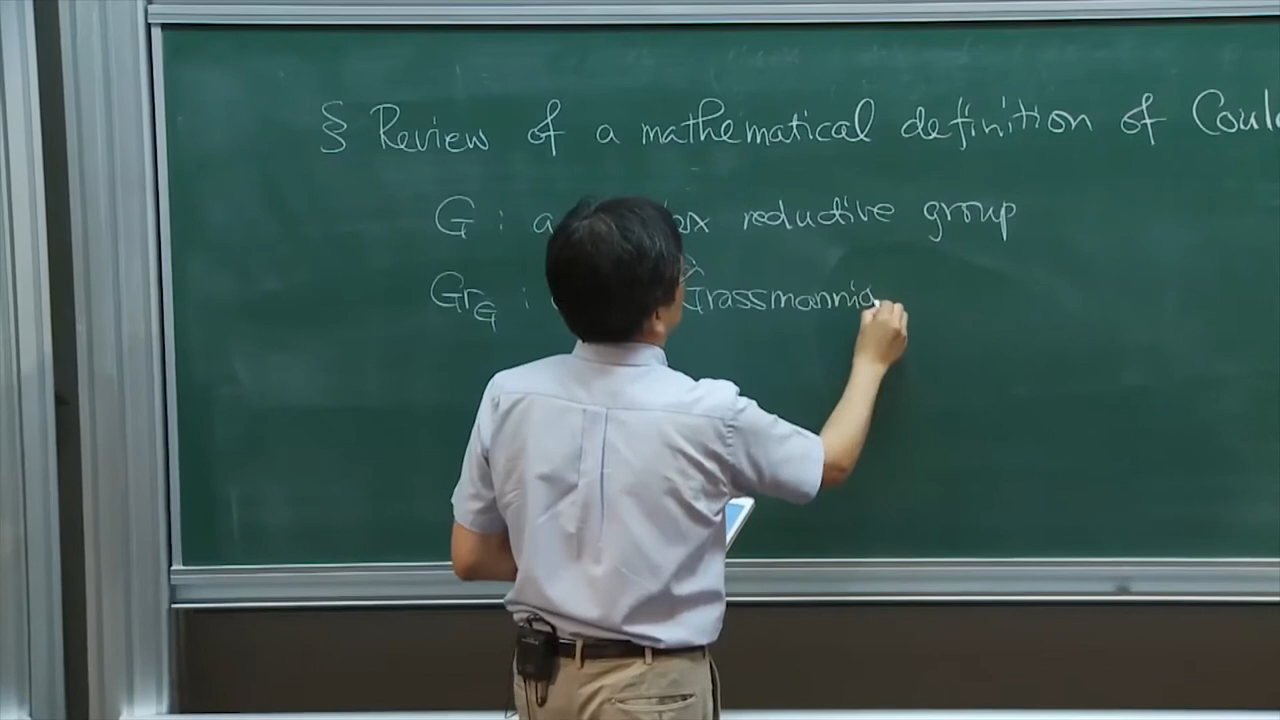 § Review of a mathematical definition of Coul
G : a reductive group
Gr_G : Grassmannia